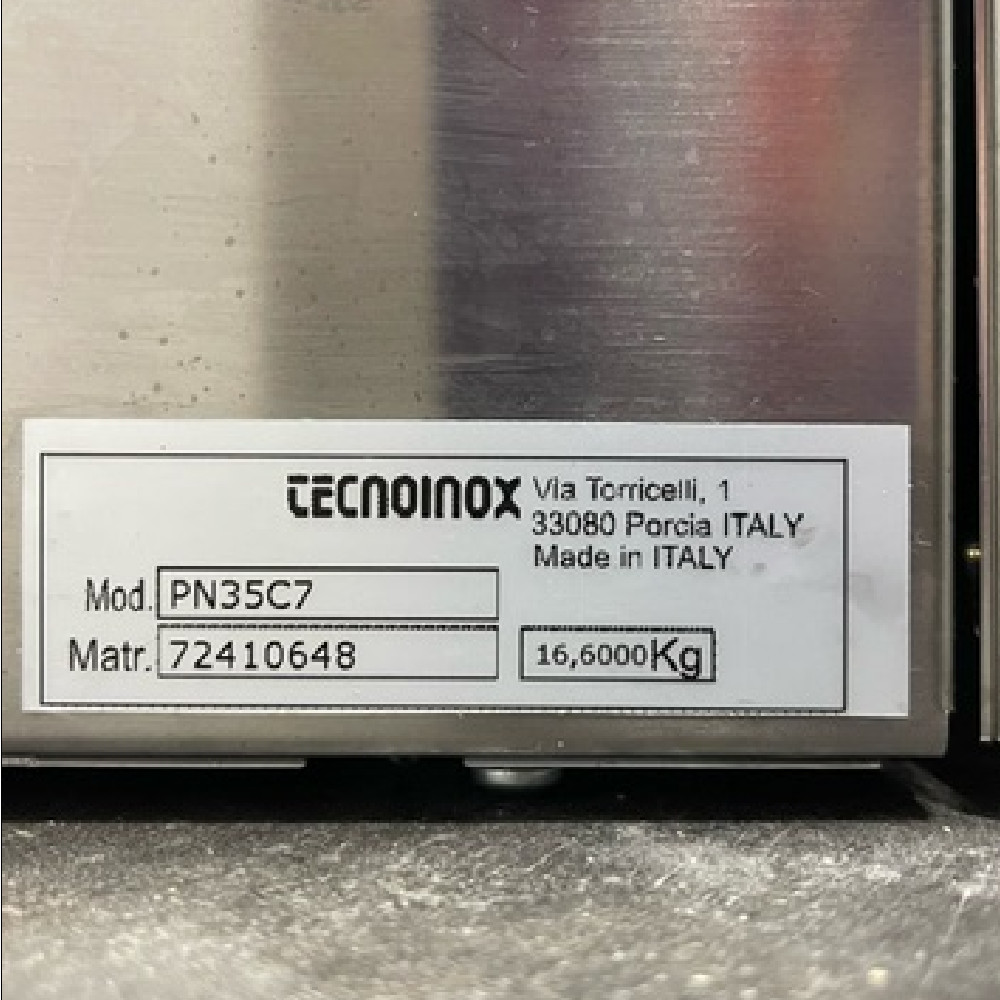 TECNOINOX Via Torricelli, 1
33080 Porcia ITALY
Made in ITALY
Mod. PN35C7
Matr. 72410648 16,6000Kg